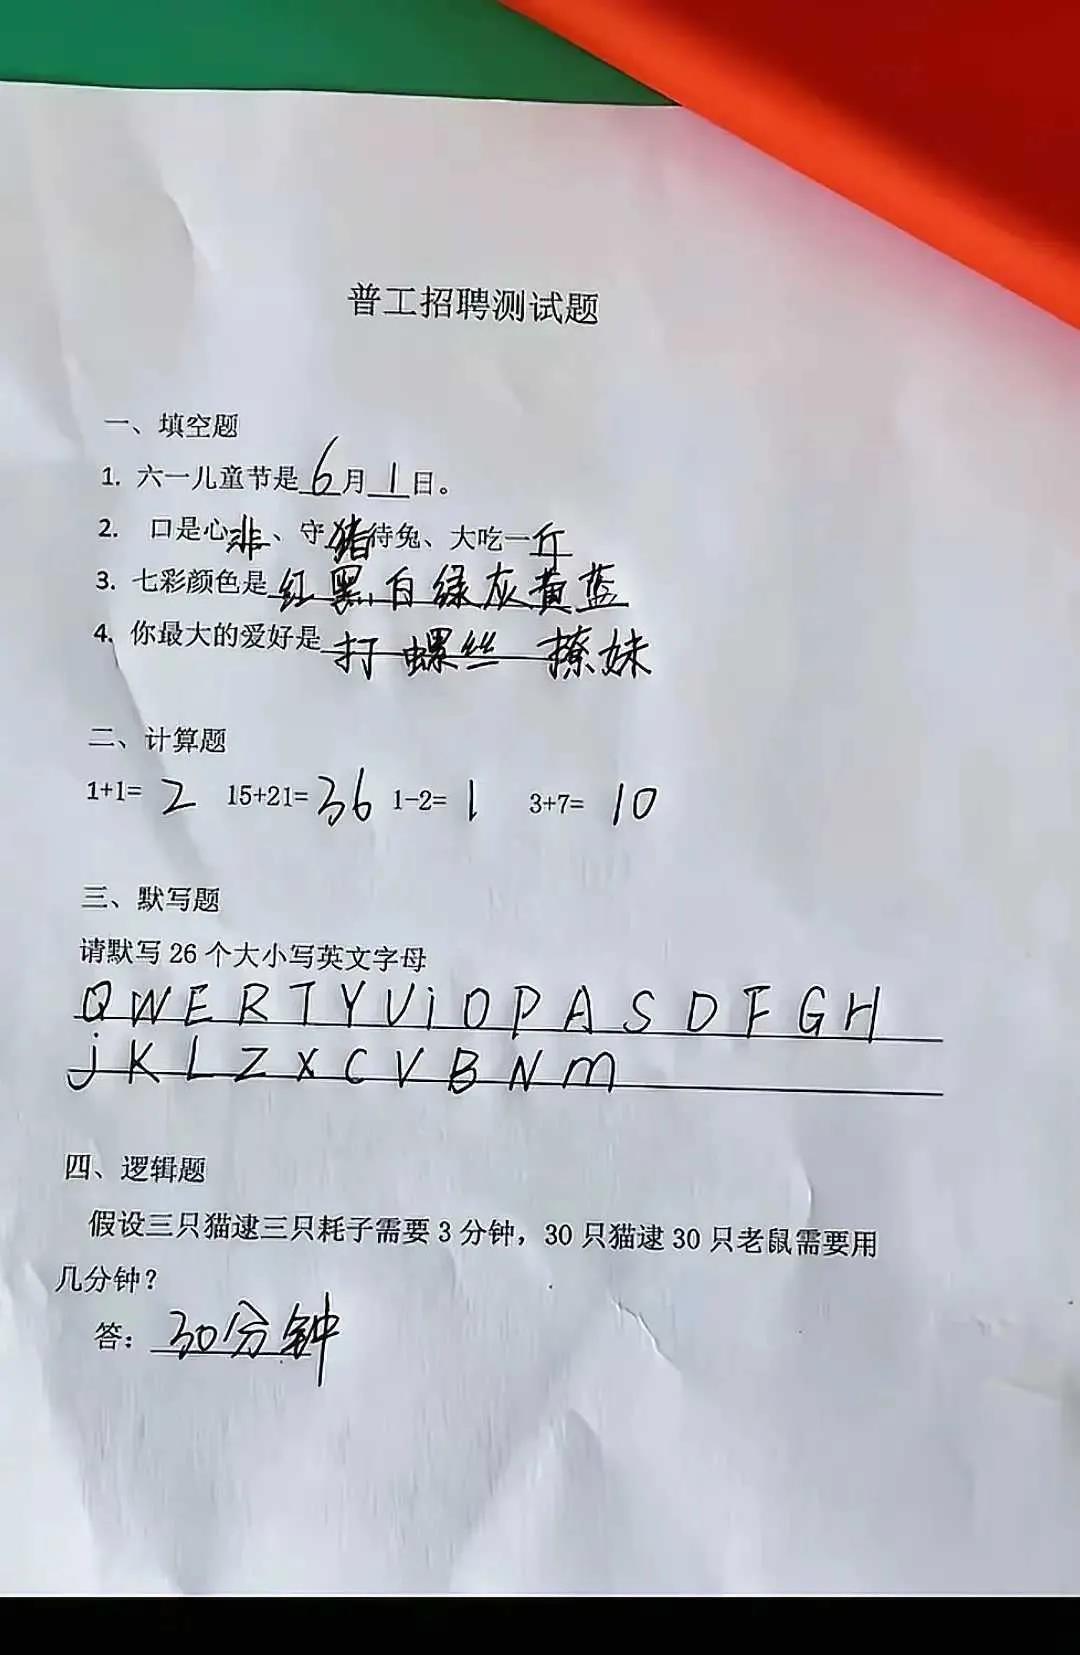 普工招聘测试题
一、填空题
1. 六一儿童节是6月1日。
2. 口是心非、守猪待兔、大吃一斤
3. 七彩颜色是红黑白绿灰黄蓝
4. 你最大的爱好是打螺丝 撩妹
二、计算题
1+1= 2 15+21= 36 1-2= 1 3+7= 10
三、默写题
请默写 26 个大小写英文字母
QWERTYUiOPASDFGH
jKLZXCVBNm
四、逻辑题
假设三只猫逮三只耗子需要 3 分钟，30 只猫逮 30 只老鼠需要用
几分钟？
答：30分钟